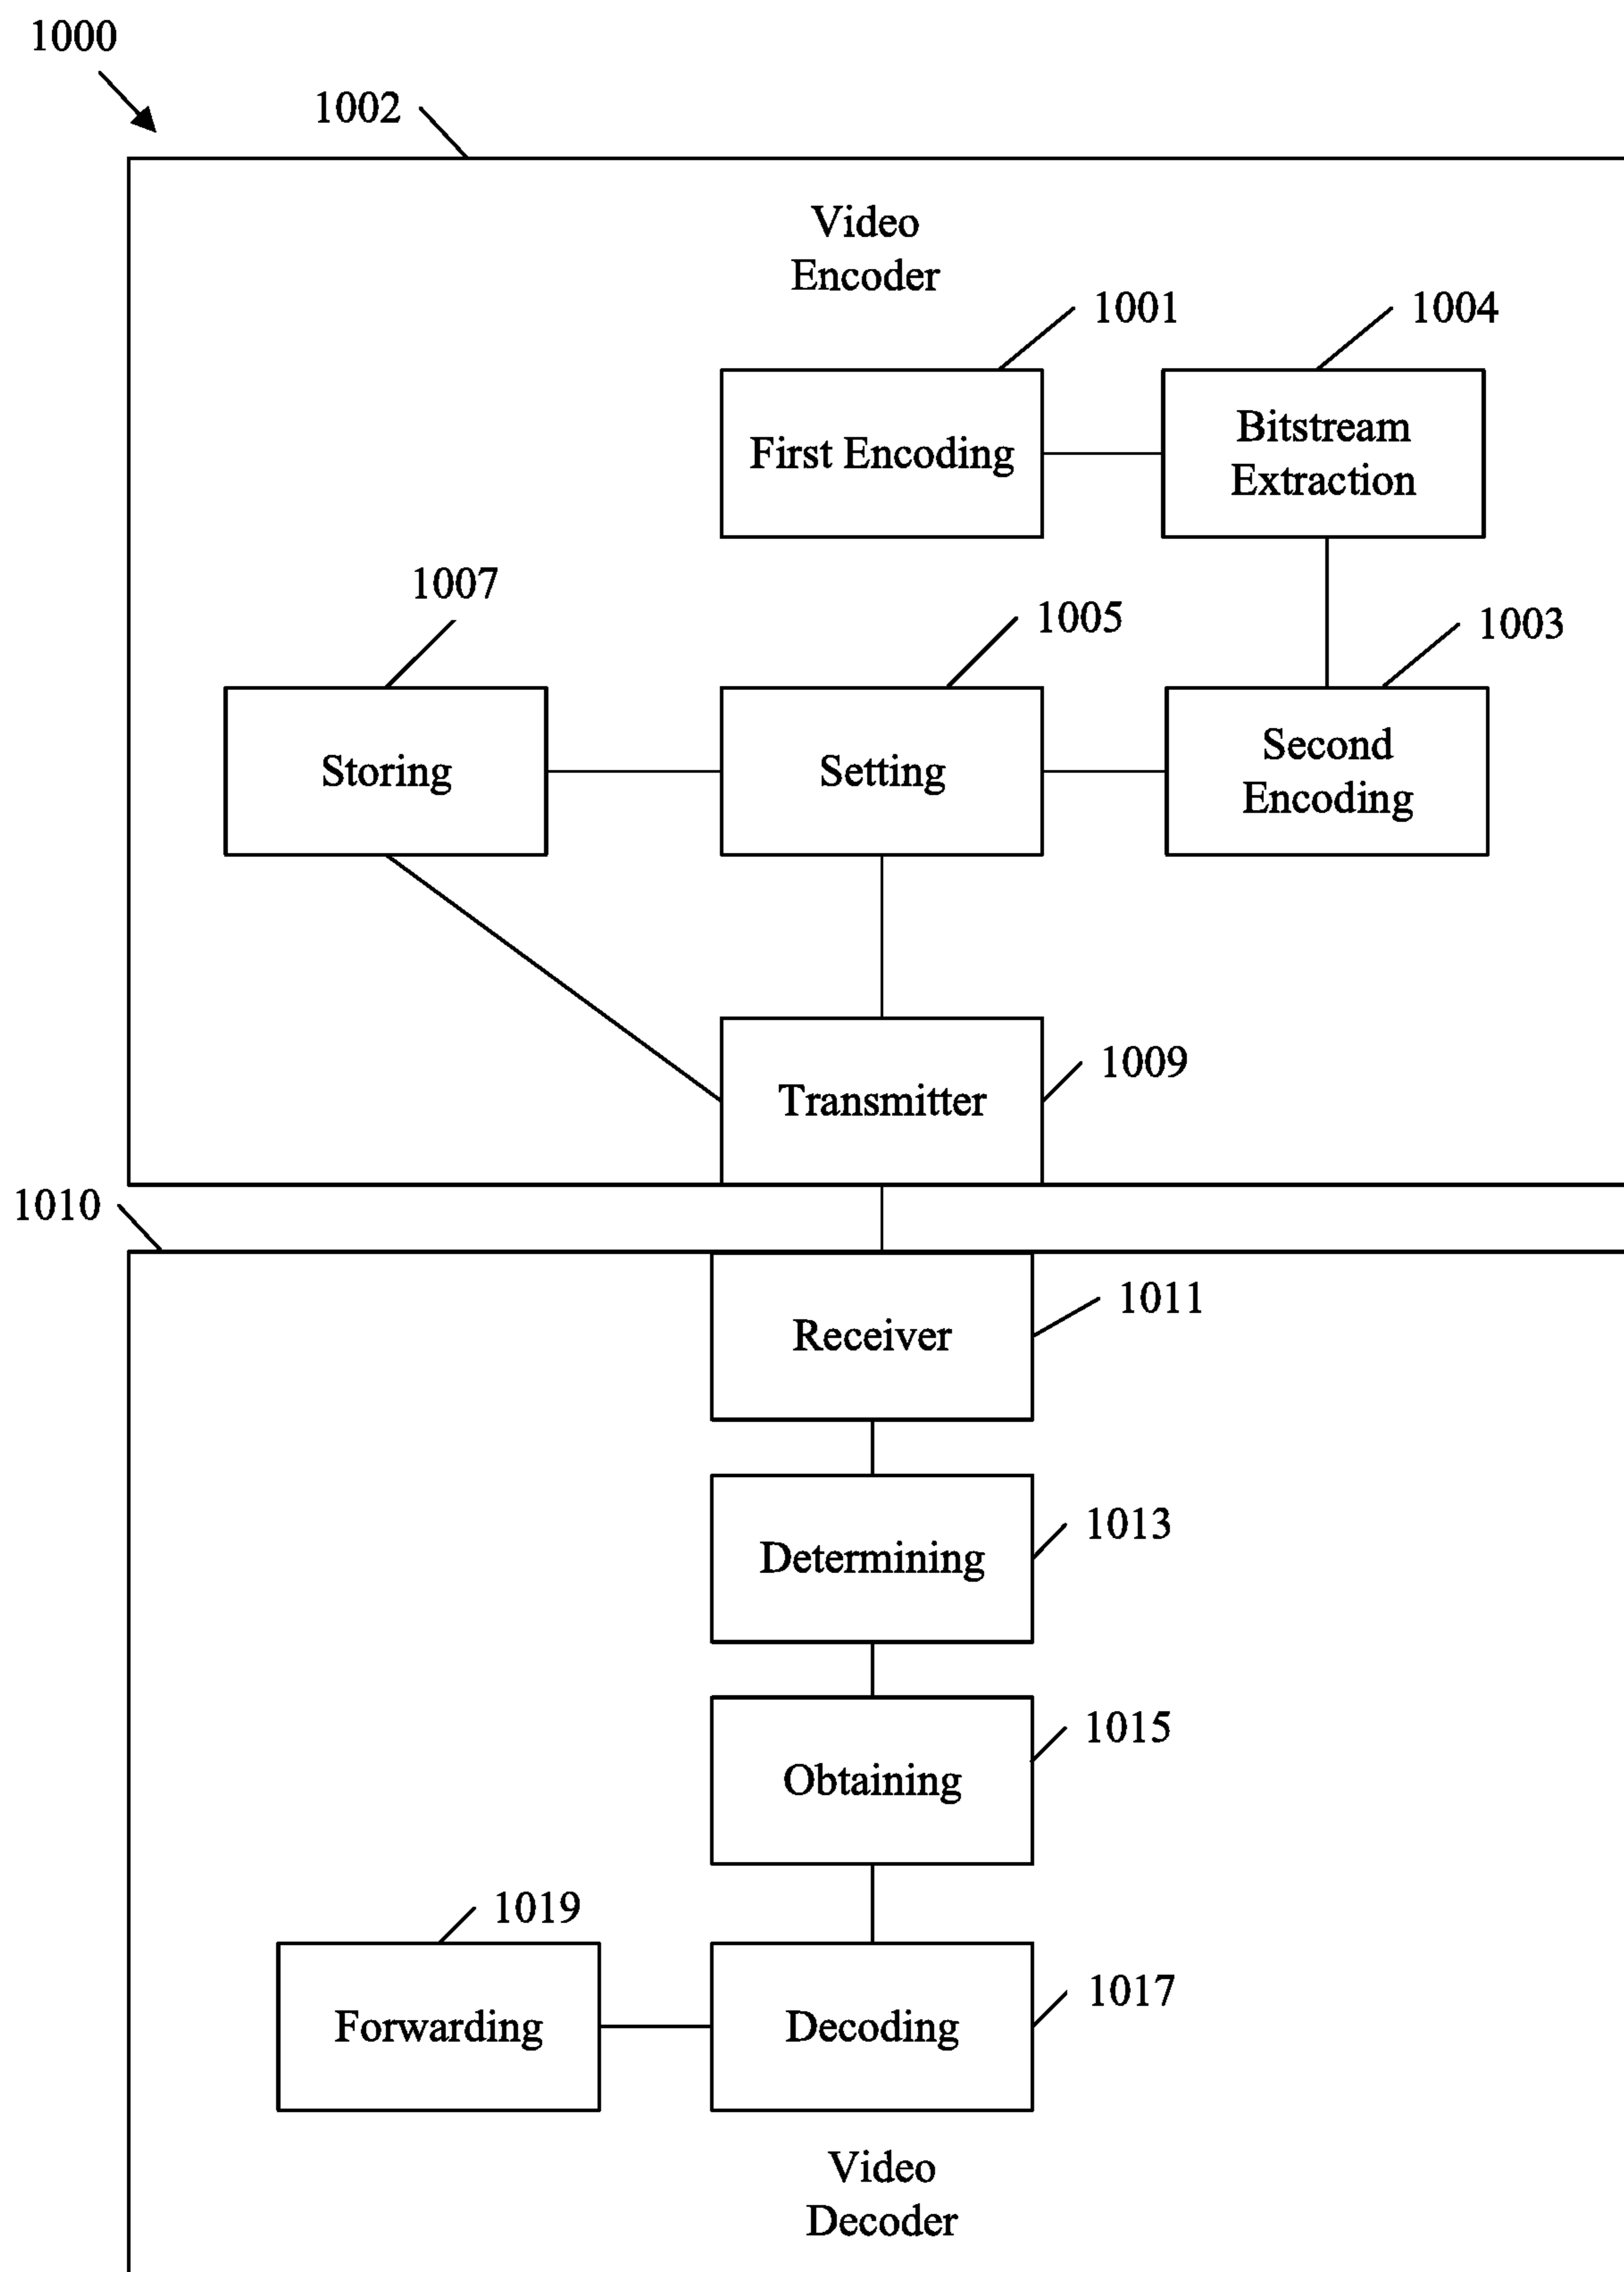 1000
1002
Video
Encoder
1001
1004
First Encoding
Bitstream
Extraction
1007
1005
1003
Storing
Setting
Second
Encoding
1009
Transmitter
1010
1011
Receiver
1013
Determining
1015
Obtaining
1019
1017
Forwarding
Decoding
Video
Decoder